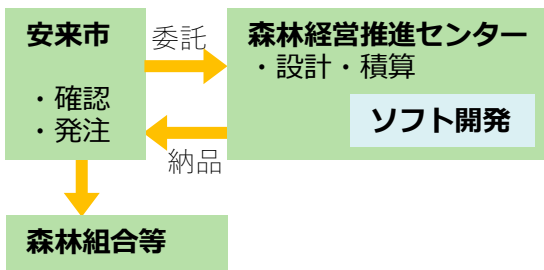 安来市
・確認
・発注
委託
納品
森林経営推進センター
・設計・積算
ソフト開発
森林組合等